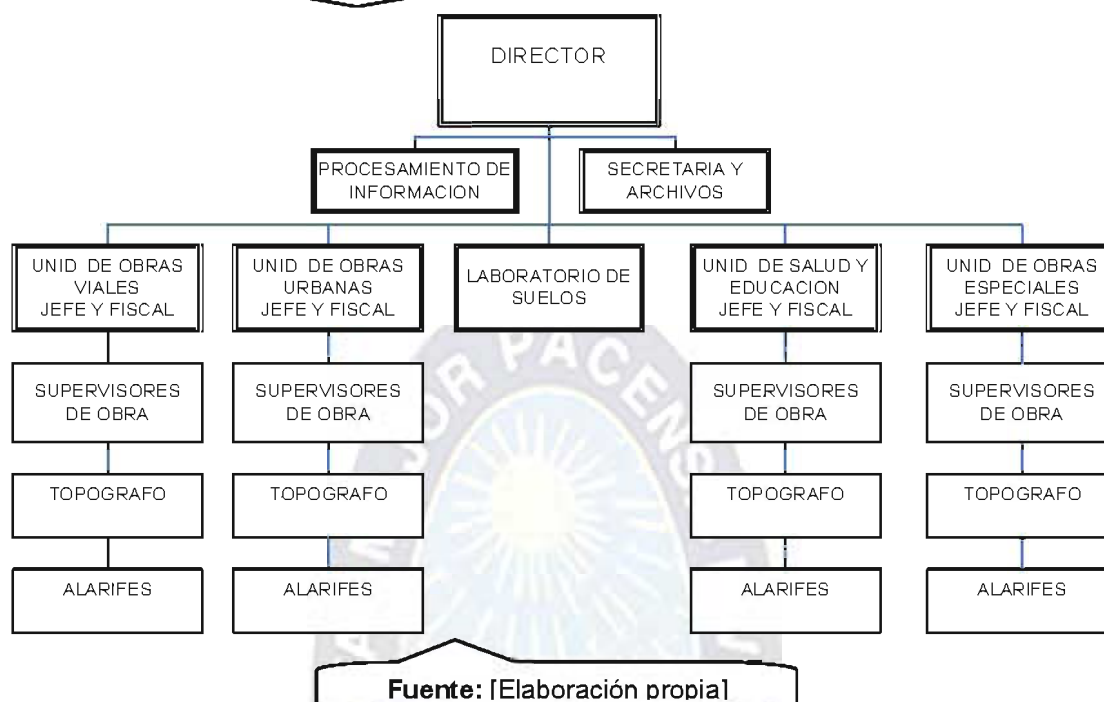 DIRECTOR
PROCESAMIENTO DE
INFORMACION
SECRETARIA Y
ARCHIVOS
UNID DE OBRAS
VIALES
JEFE Y FISCAL
UNID DE OBRAS
URBANAS
JEFE Y FISCAL
LABORATORIO DE
SUELOS
UNID DE SALUD Y
EDUCACION
JEFE Y FISCAL
UNID DE OBRAS
ESPECIALES
JEFE Y FISCAL
SUPERVISORES
DE OBRA
SUPERVISORES
DE OBRA
SUPERVISORES
DE OBRA
SUPERVISORES
DE OBRA
TOPOGRAFO
TOPOGRAFO
TOPOGRAFO
TOPOGRAFO
ALARIFES
ALARIFES
ALARIFES
ALARIFES
Fuente: [Elaboración propia]